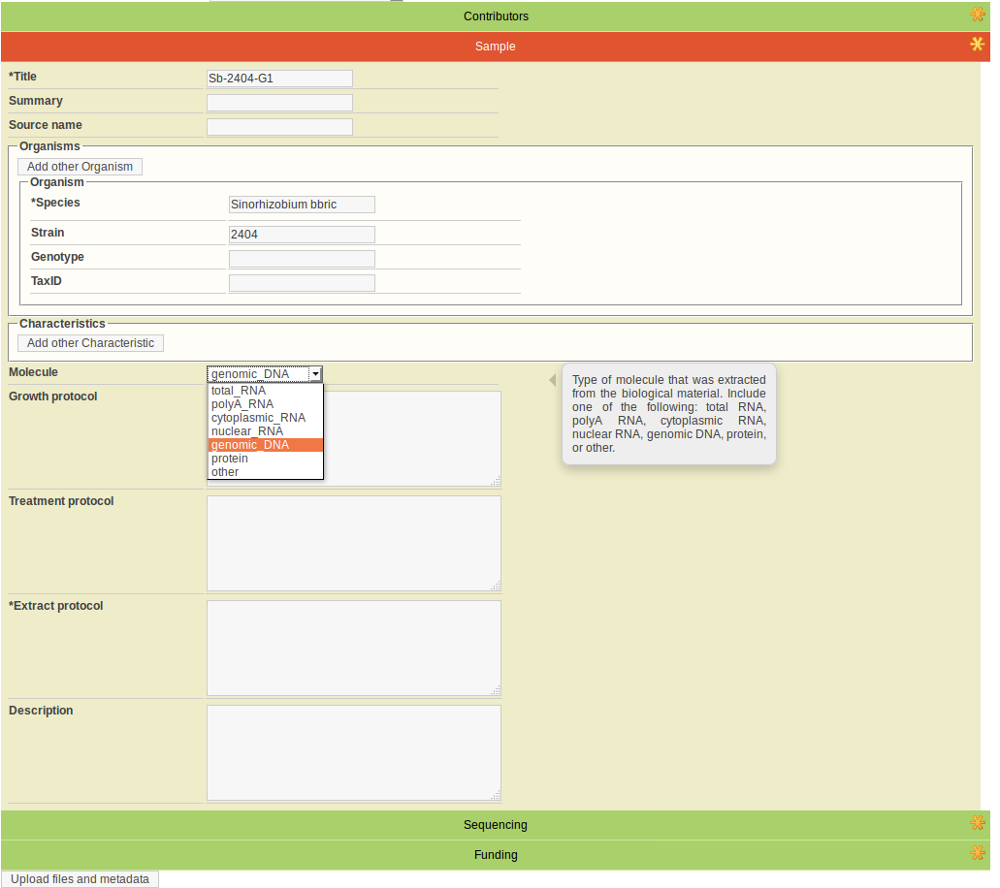 Contributors
Sample
*Title Sb-2404-G1
Summary
Source name
Organisms
Add other Organism
Organism
*Species Sinorhizobium bbric
Strain 2404
Genotype
TaxID
Characteristics
Add other Characteristic
Molecule genomic_DNA
total_RNA
polyA_RNA
cytoplasmic_RNA
nuclear_RNA
genomic_DNA
protein
other
Type of molecule that was extracted
from the biological material. Include
one of the following: total RNA,
polyA RNA, cytoplasmic RNA,
nuclear RNA, genomic DNA, protein,
or other.
Growth protocol
Treatment protocol
*Extract protocol
Description
Sequencing
Funding
Upload files and metadata